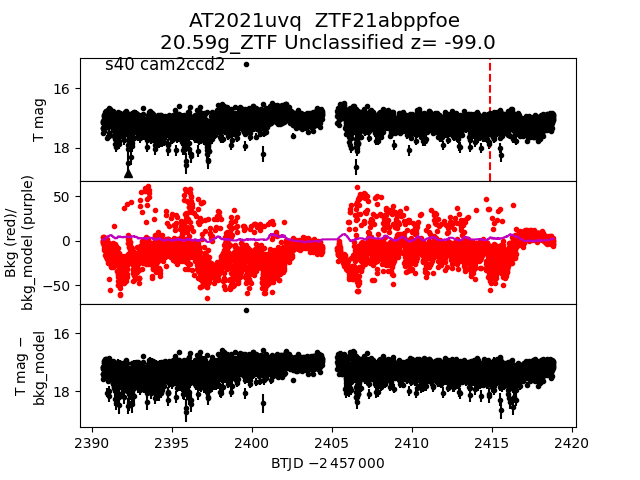 AT2021uvq  ZTF21abppfoe
20.59g_ZTF Unclassified z= -99.0
s40 cam2ccd2
16
18
T mag
50
0
−50
Bkg (red)/
bkg_model (purple)
16
18
T mag −
bkg_model
2390
2395
2400
2405
2410
2415
2420
BTJD −2 457 000